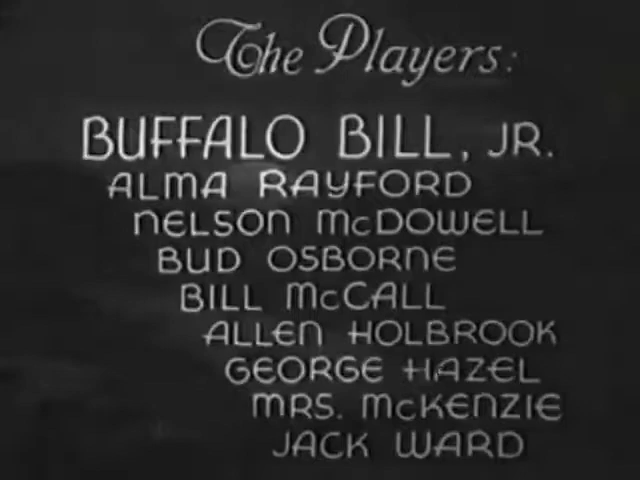 The Players:
BUFFALO BILL, JR.
ALMA RAYFORD
NELSON McDOWELL
BUD OSBORNE
BILL McCALL
ALLEN HOLBROOK
GEORGE HAZEL
MRS. McKENZIE
JACK WARD